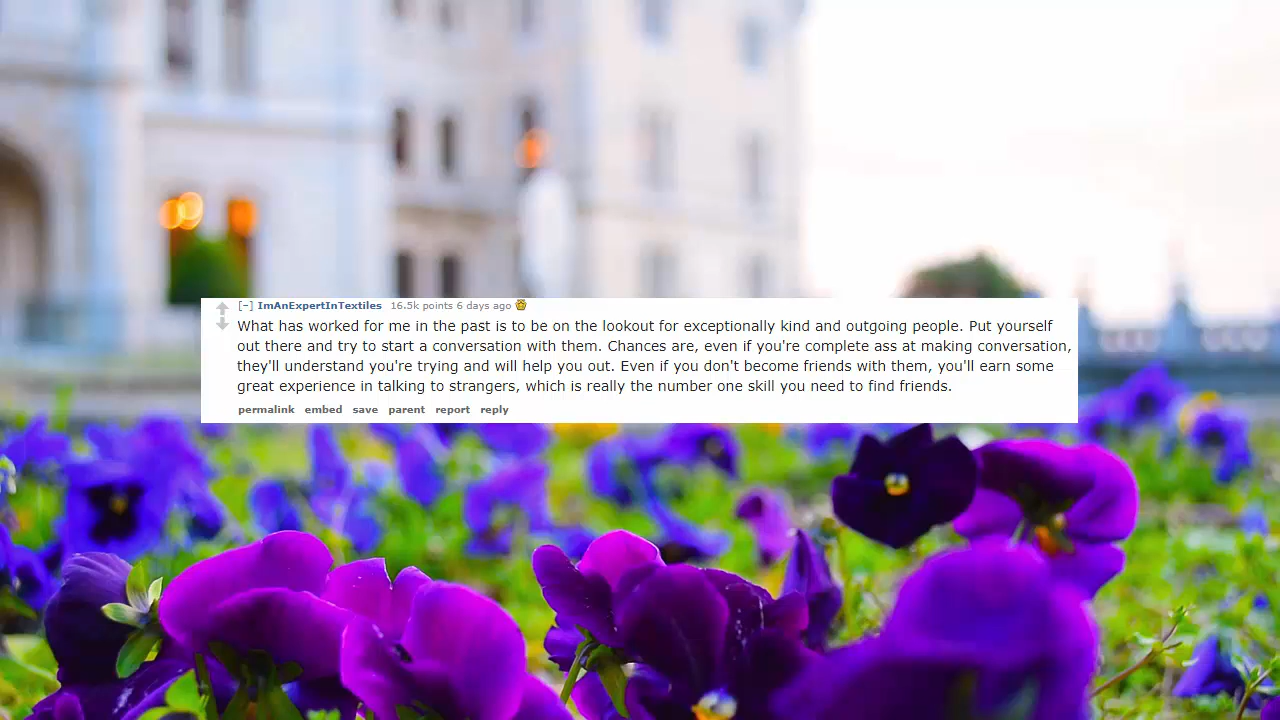 [–] ImAnExpertInTextiles 16.5k points 6 days ago
What has worked for me in the past is to be on the lookout for exceptionally kind and outgoing people. Put yourself
out there and try to start a conversation with them. Chances are, even if you're complete ass at making conversation,
they'll understand you're trying and will help you out. Even if you don't become friends with them, you'll earn some
great experience in talking to strangers, which is really the number one skill you need to find friends.
permalink embed save parent report reply